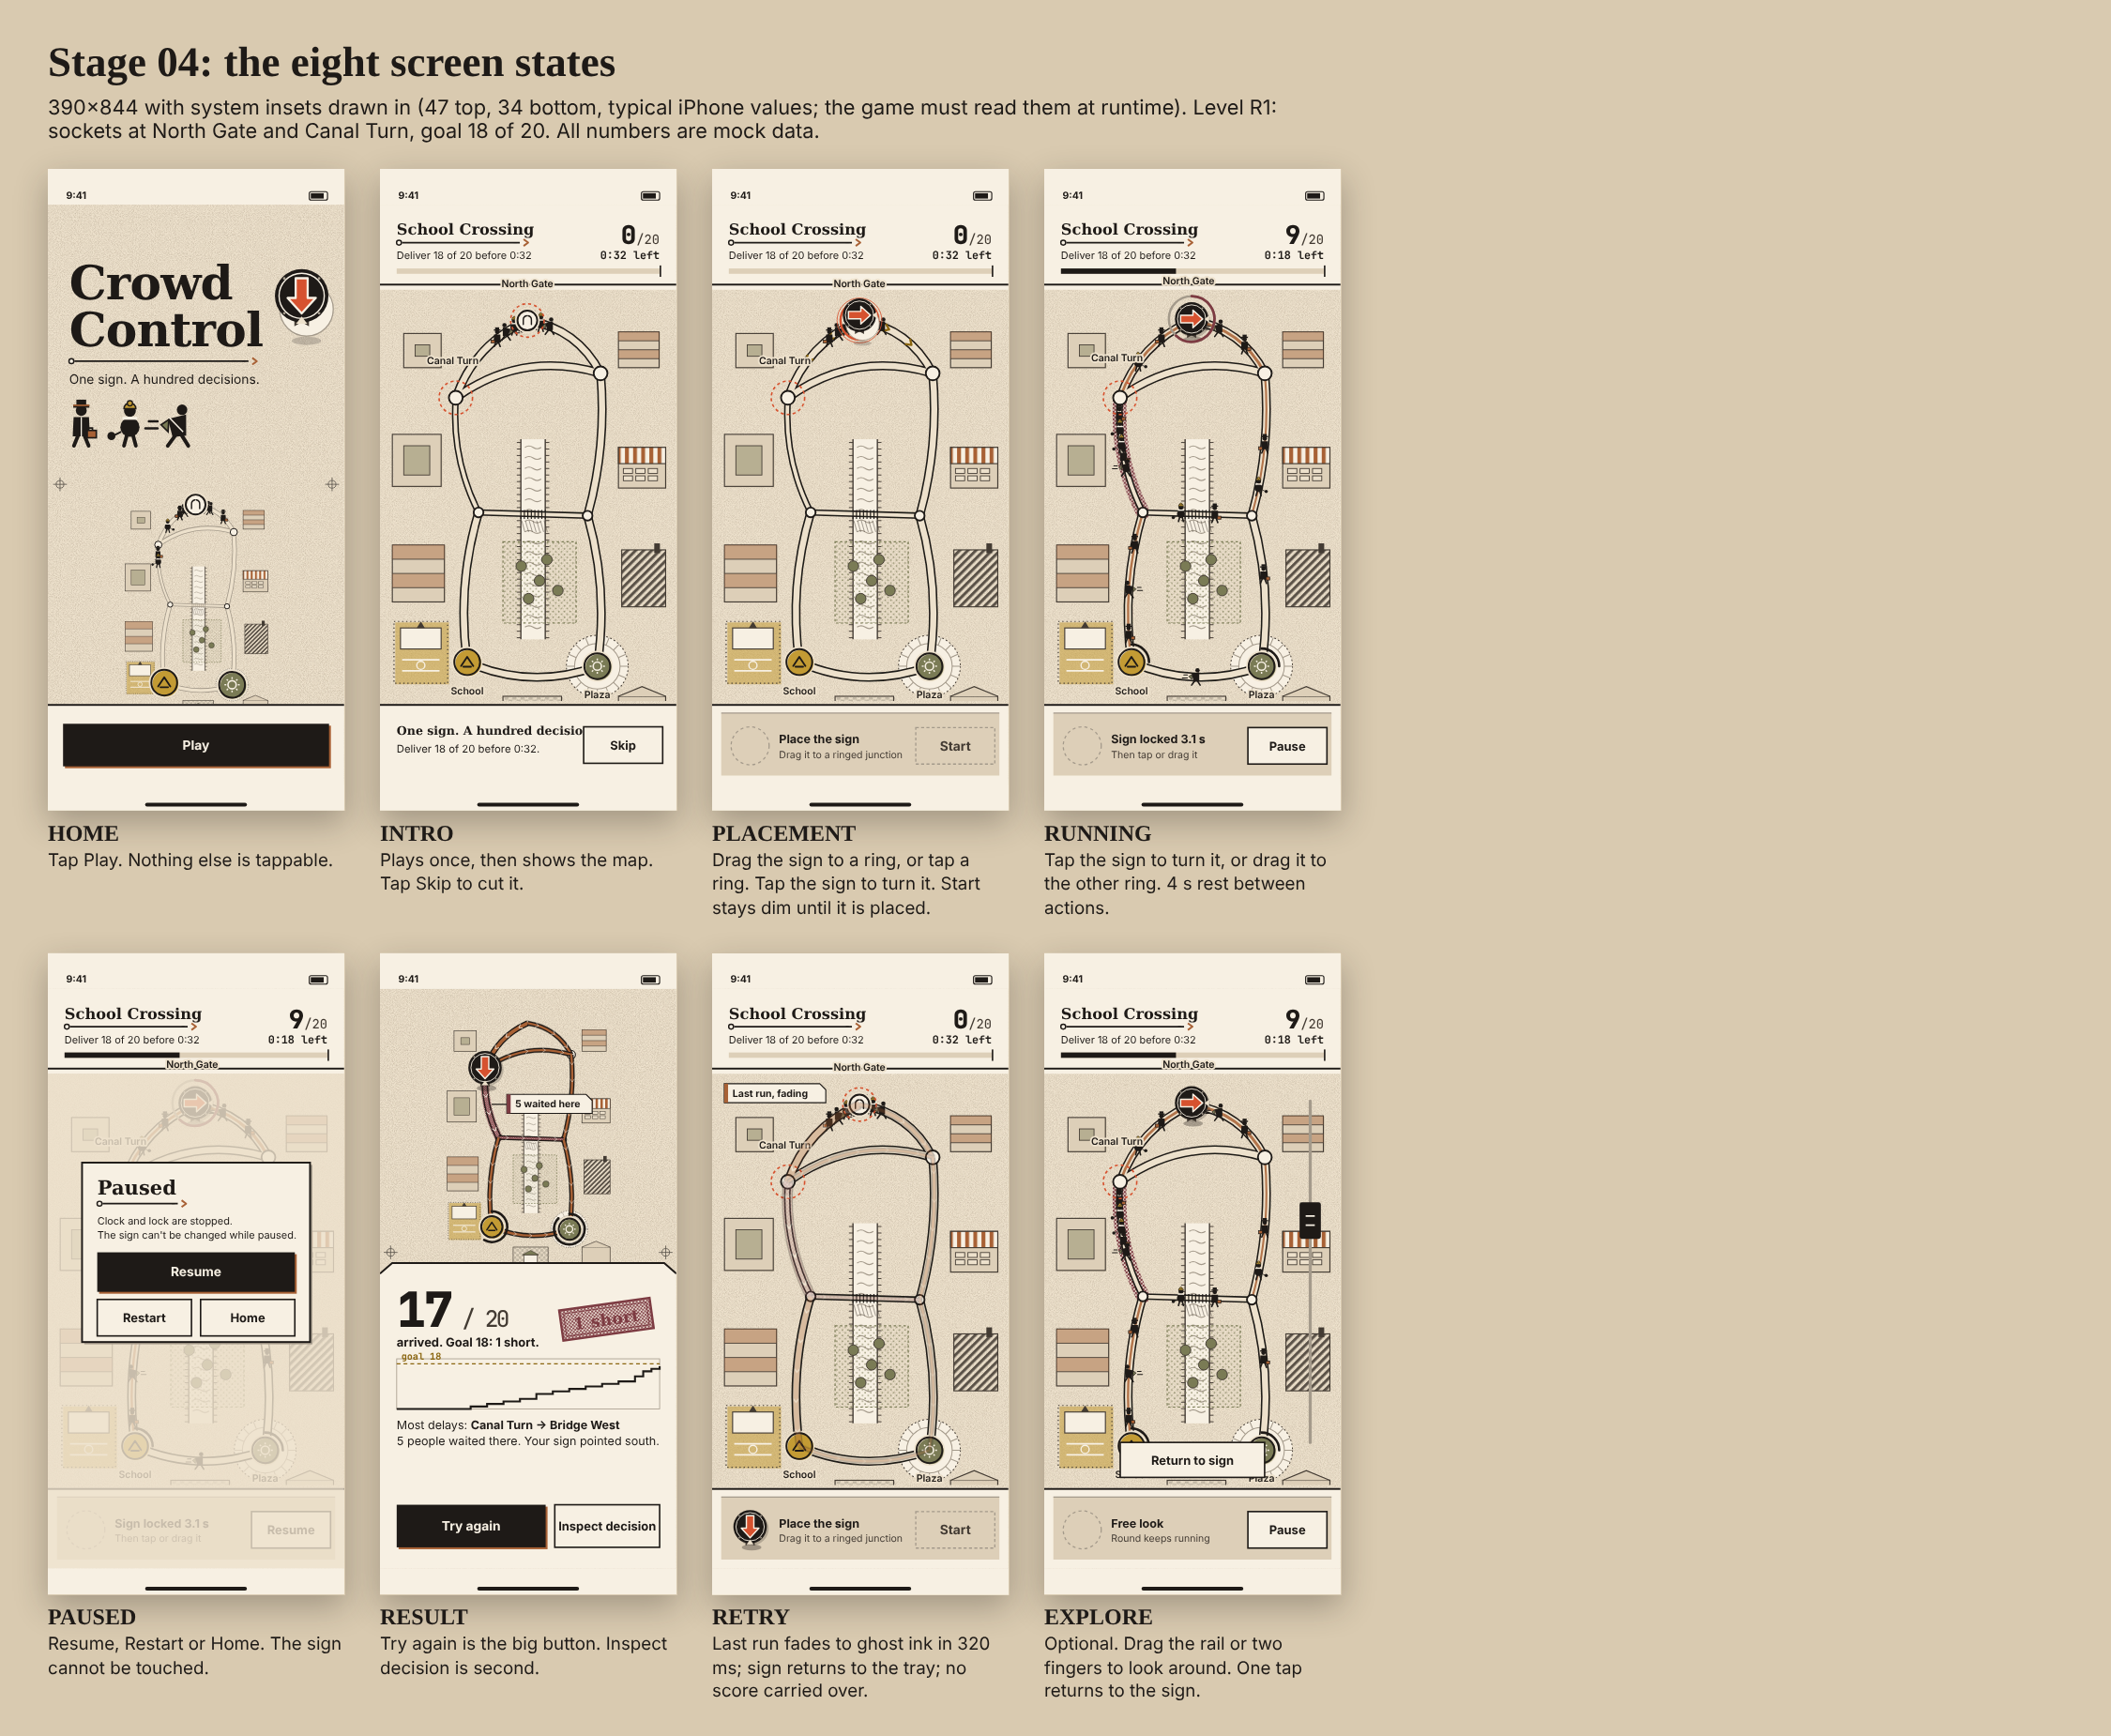 Stage 04: the eight screen states
390×844 with system insets drawn in (47 top, 34 bottom, typical iPhone values; the game must read them at runtime). Level R1:
sockets at North Gate and Canal Turn, goal 18 of 20. All numbers are mock data.
9:41
Crowd
Control
One sign. A hundred decisions.
Play
HOME
Tap Play. Nothing else is tappable.
9:41
School Crossing
0/20
Deliver 18 of 20 before 0:32
0:32 left
North Gate
Canal Turn
School
Plaza
One sign. A hundred decisio
Deliver 18 of 20 before 0:32.
Skip
INTRO
Plays once, then shows the map.
Tap Skip to cut it.
9:41
School Crossing
0/20
Deliver 18 of 20 before 0:32
0:32 left
North Gate
Canal Turn
School
Plaza
Place the sign
Drag it to a ringed junction
Start
PLACEMENT
Drag the sign to a ring, or tap a
ring. Tap the sign to turn it. Start
stays dim until it is placed.
9:41
School Crossing
9/20
Deliver 18 of 20 before 0:32
0:18 left
North Gate
Canal Turn
School
Plaza
Sign locked 3.1 s
Then tap or drag it
Pause
RUNNING
Tap the sign to turn it, or drag it to
the other ring. 4 s rest between
actions.
9:41
School Crossing
9/20
Deliver 18 of 20 before 0:32
0:18 left
North Gate
Canal Turn
Paused
Clock and lock are stopped.
The sign can't be changed while paused.
Resume
Restart
Home
School
Plaza
Sign locked 3.1 s
Then tap or drag it
Resume
PAUSED
Resume, Restart or Home. The sign
cannot be touched.
9:41
5 waited here
17 / 20
1 short
arrived. Goal 18: 1 short.
goal 18
Most delays: Canal Turn → Bridge West
5 people waited there. Your sign pointed south.
Try again
Inspect decision
RESULT
Try again is the big button. Inspect
decision is second.
9:41
School Crossing
0/20
Deliver 18 of 20 before 0:32
0:32 left
North Gate
Last run, fading
Canal Turn
School
Plaza
Place the sign
Drag it to a ringed junction
Start
RETRY
Last run fades to ghost ink in 320
ms; sign returns to the tray; no
score carried over.
9:41
School Crossing
9/20
Deliver 18 of 20 before 0:32
0:18 left
North Gate
Canal Turn
Return to sign
Plaza
Free look
Round keeps running
Pause
EXPLORE
Optional. Drag the rail or two
fingers to look around. One tap
returns to the sign.